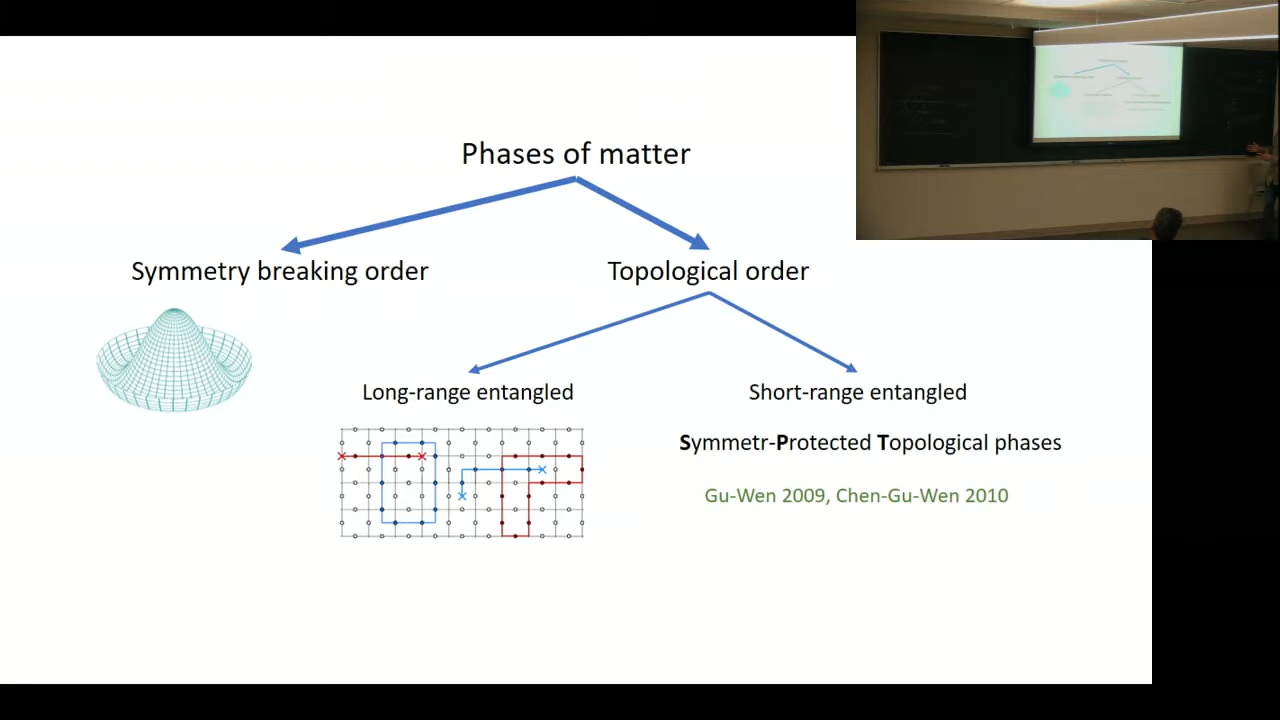 Phases of matter
Symmetry breaking order
Topological order
Long-range entangled
Short-range entangled
Symmetr-Protected Topological phases
Gu-Wen 2009, Chen-Gu-Wen 2010